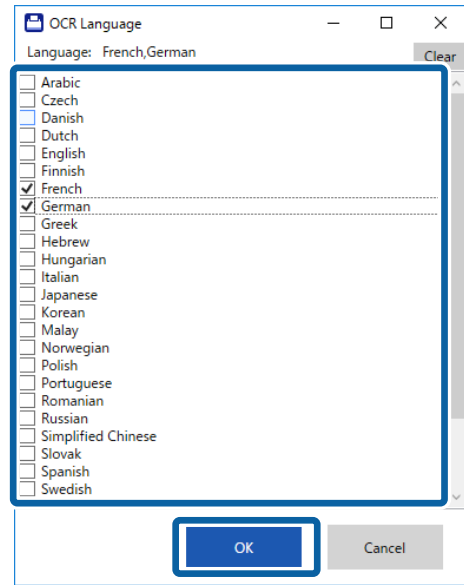 OCR Language
Language: French,German
Clear
Arabic
Czech
Danish
Dutch
English
Finnish
French
German
Greek
Hebrew
Hungarian
Italian
Japanese
Korean
Malay
Norwegian
Polish
Portuguese
Romanian
Russian
Simplified Chinese
Slovak
Spanish
Swedish
OK Cancel